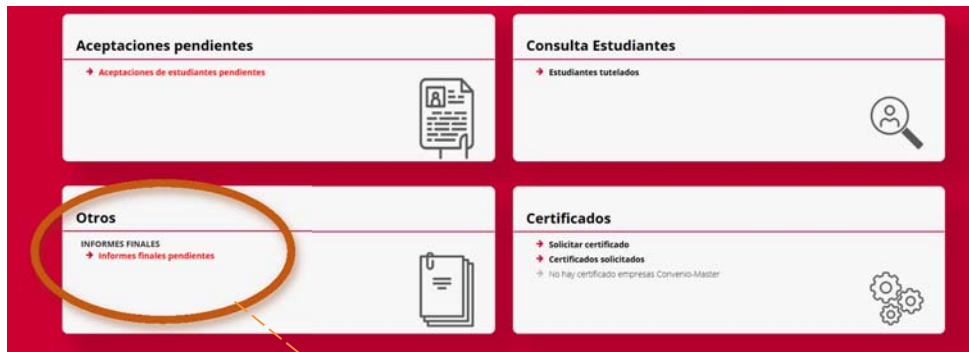 Aceptaciones pendientes
Aceptaciones de estudiantes pendientes
Consulta Estudiantes
Estudiantes tutelados
Otros
INFORMES FINALES
Informes finales pendientes
Certificados
Solicitar certificado
Certificados solicitados
No hay certificado empresas Convenio-Master